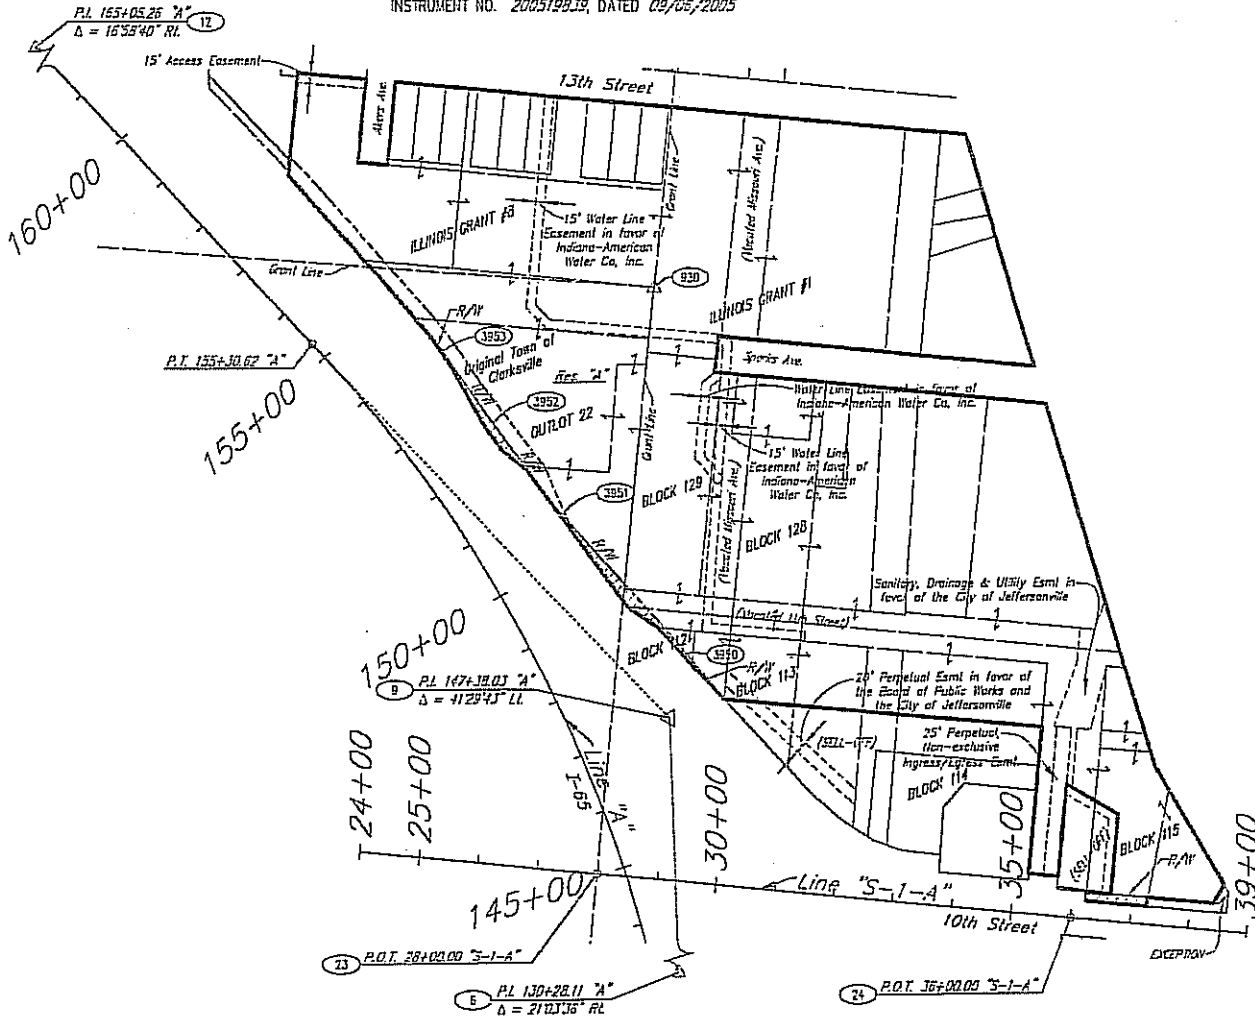 INSTRUMENT NO. 200519839, DATED 09/06/2005
P.I. 165+05.26 "A"
Δ = 16°58'40" Rt.
12
15' Access Easement
13th Street
Akers Ave.
160+00
Grant Line
(Vacated Missouri Ave.)
15' Water Line
Easement in favor of
Indiana-American
Water Co., Inc.
ILLINOIS GRANT #8
Grant Line
930
ILLINOIS GRANT #1
R/W
3953
Original Town of
Clarksville
Sports Ave.
P.T. 155+30.62 "A"
Res. "A"
Water Line Easement in favor of
Indiana-American Water Co., Inc.
3952
OUTLOT 22
155+00
Grant Line
15' Water Line
Easement in favor of
Indiana-American
Water Co., Inc.
3951
BLOCK 129
(Vacated Missouri Ave.)
BLOCK 128
R/W
Sanitary, Drainage & Utility Esmt in
favor of the City of Jeffersonville
(Vacated 11th Street)
150+00
BLOCK 112
3950
R/W
BLOCK 113
20' Perpetual Esmt in favor of
the Board of Public Works and
the City of Jeffersonville
9
P.I. 147+39.03 "A"
Δ = 41°29'43" Lt.
25' Perpetual,
Non-exclusive
Ingress/Egress Esmt
(SELL-OFF)
BLOCK 114
24+00
25+00
Line "A"
I-65
30+00
35+00
BLOCK 115
R/W
39+00
145+00
Line "S-1-A"
10th Street
EXCEPTION
23
P.O.T. 28+00.00 "S-1-A"
6
P.I. 130+28.11 "A"
Δ = 21°03'36" Rt.
24
P.O.T. 36+00.00 "S-1-A"